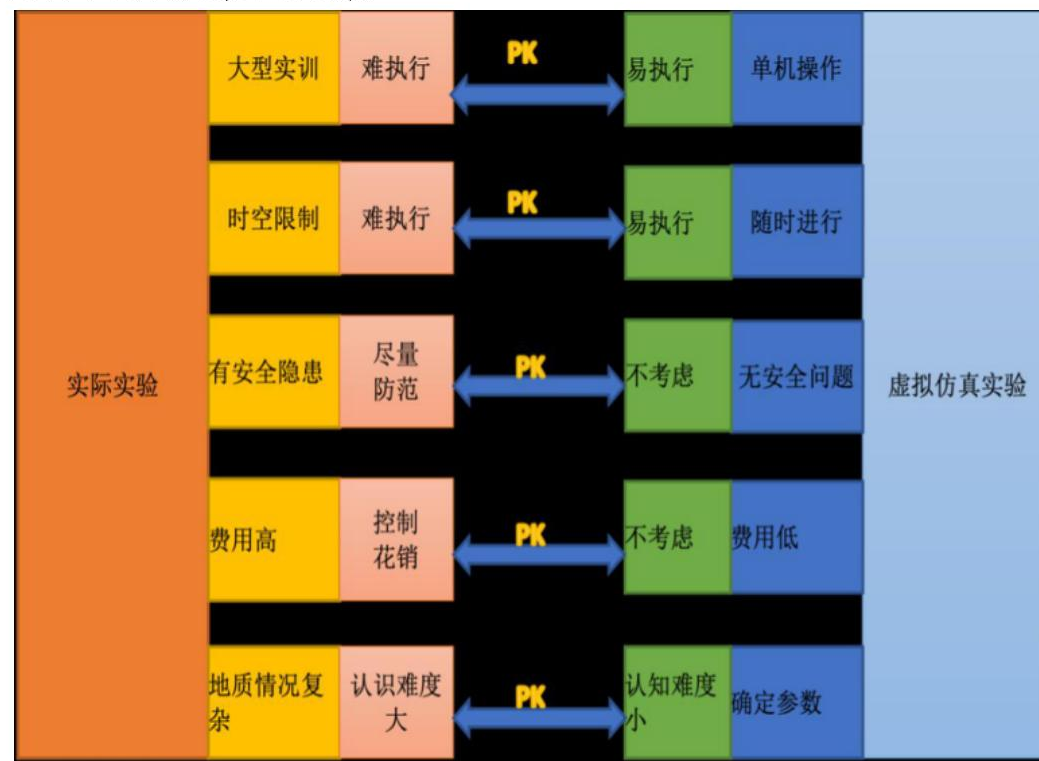 大型实训
难执行
PK
易执行
单机操作
时空限制
难执行
PK
易执行
随时进行
实际实验
有安全隐患
尽量
防范
PK
不考虑
无安全问题
虚拟仿真实验
费用高
控制
花销
PK
不考虑
费用低
地质情况复
杂
认识难度
大
PK
认知难度
小
确定参数